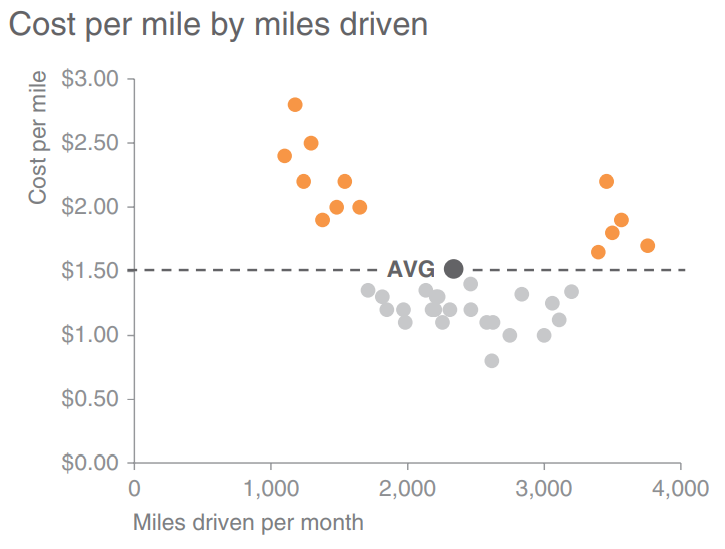 Cost per mile by miles driven
Cost per mile
$3.00
$2.50
$2.00
$1.50
$1.00
$0.50
$0.00
AVG
0 1,000 2,000 3,000 4,000
Miles driven per month